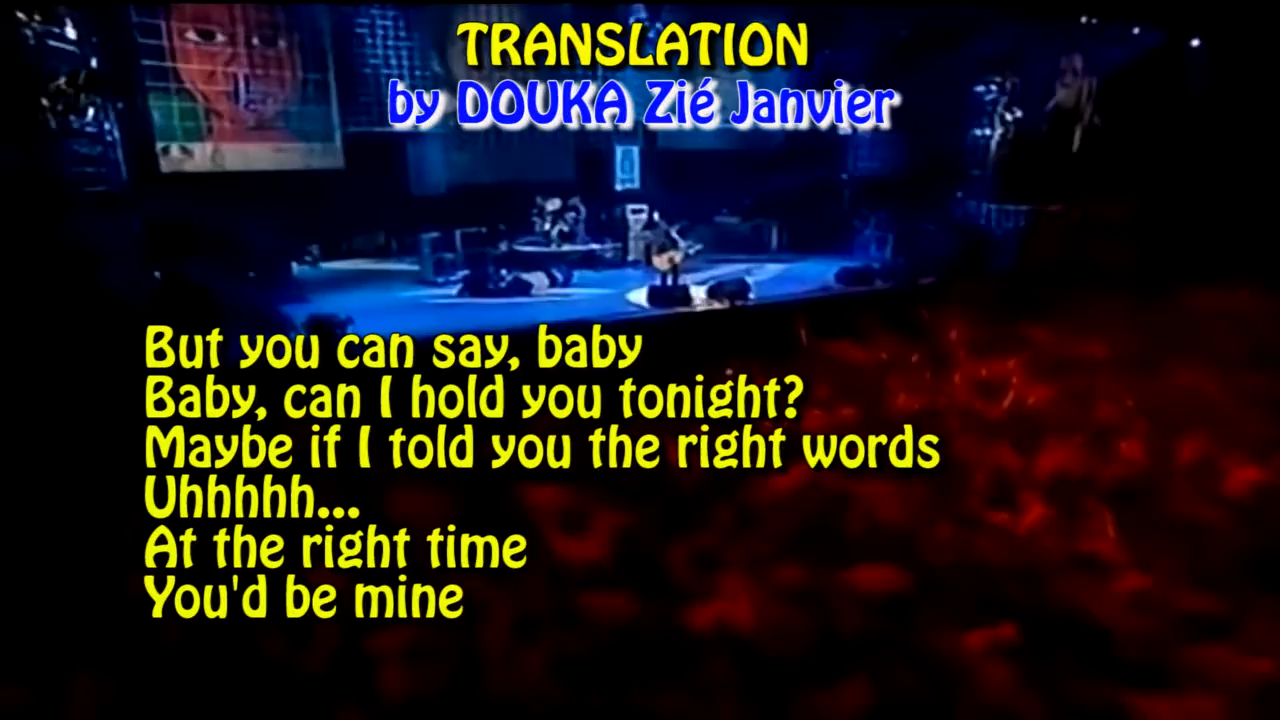 TRANSLATION
by DOUKA Zié Janvier
But you can say, baby
Baby, can I hold you tonight?
Maybe if I told you the right words
Uhhhhh...
At the right time
You'd be mine